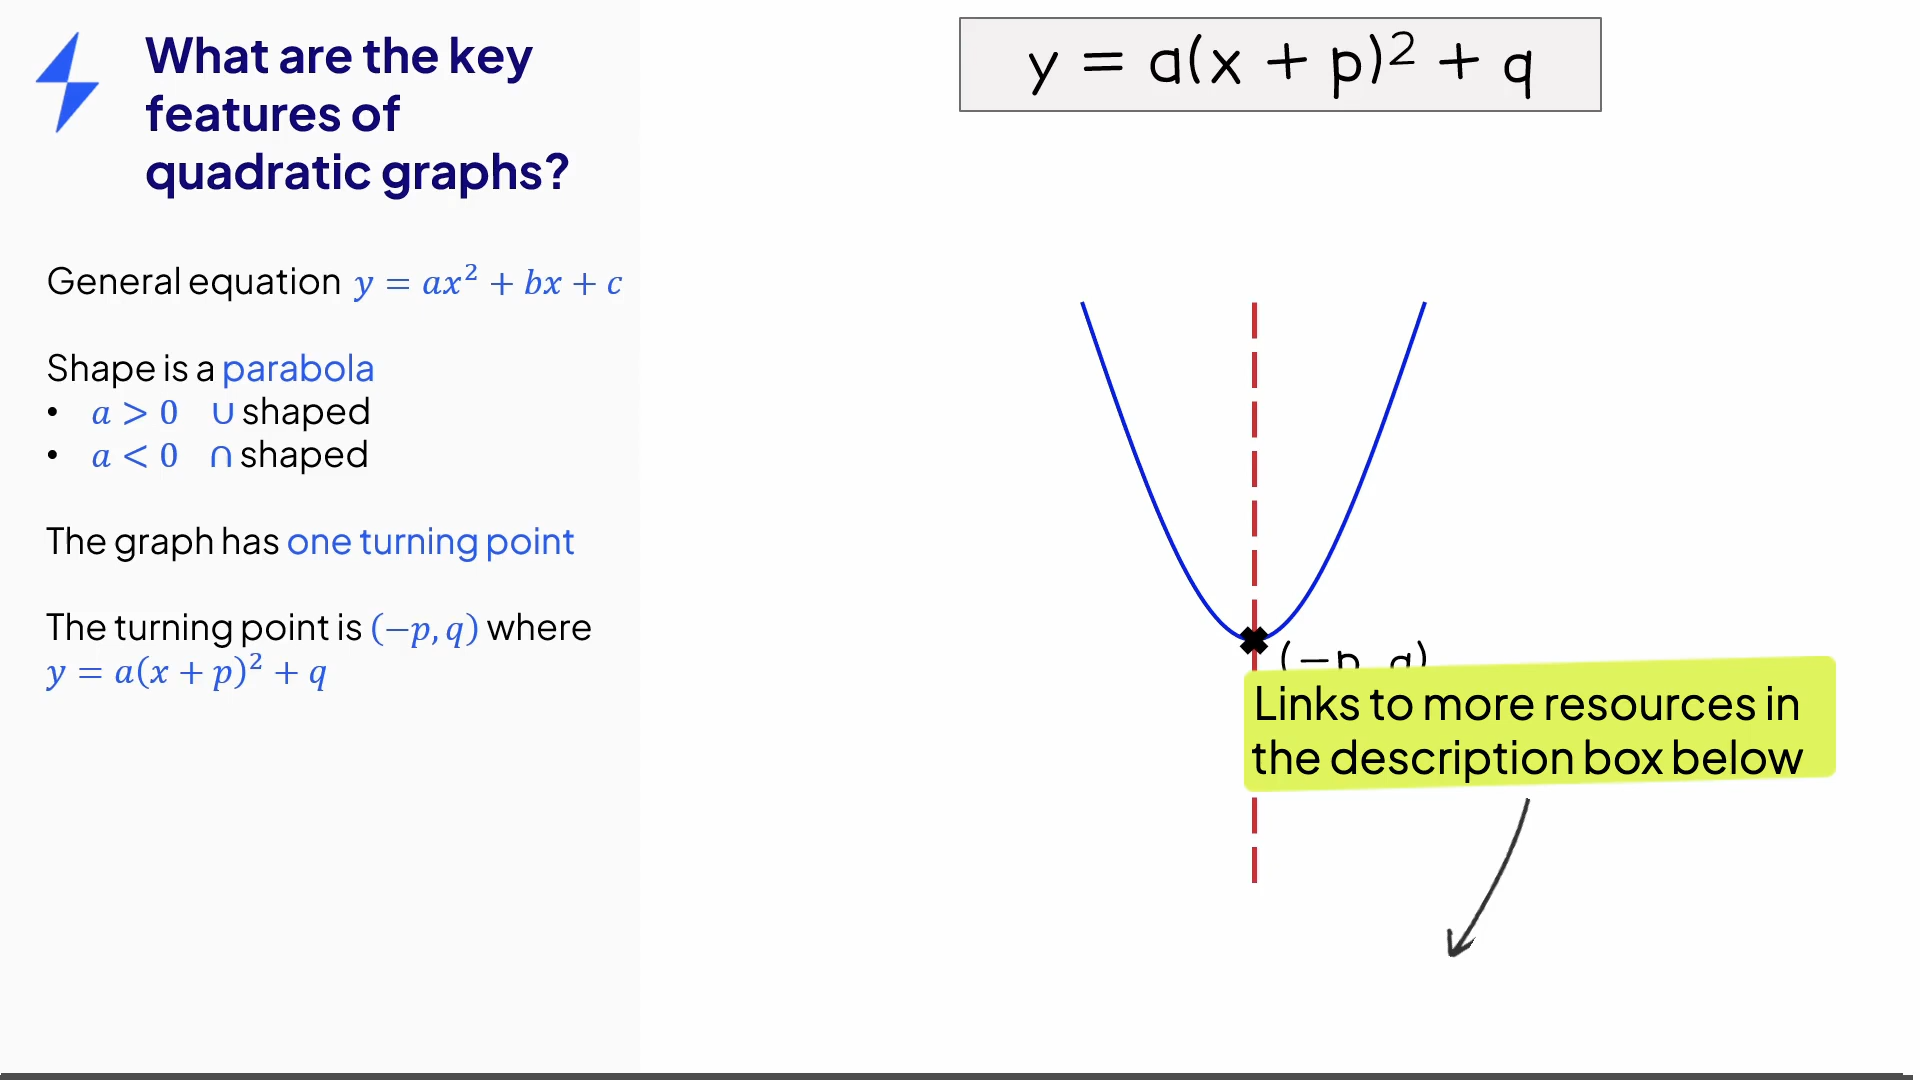 What are the key
features of
quadratic graphs?
General equation y = ax² + bx + c
Shape is a parabola
• a > 0 ∪ shaped
• a < 0 ∩ shaped
The graph has one turning point
The turning point is (−p, q) where
y = a(x + p)² + q
y = a(x + p)² + q
(−p, q)
Links to more resources in
the description box below